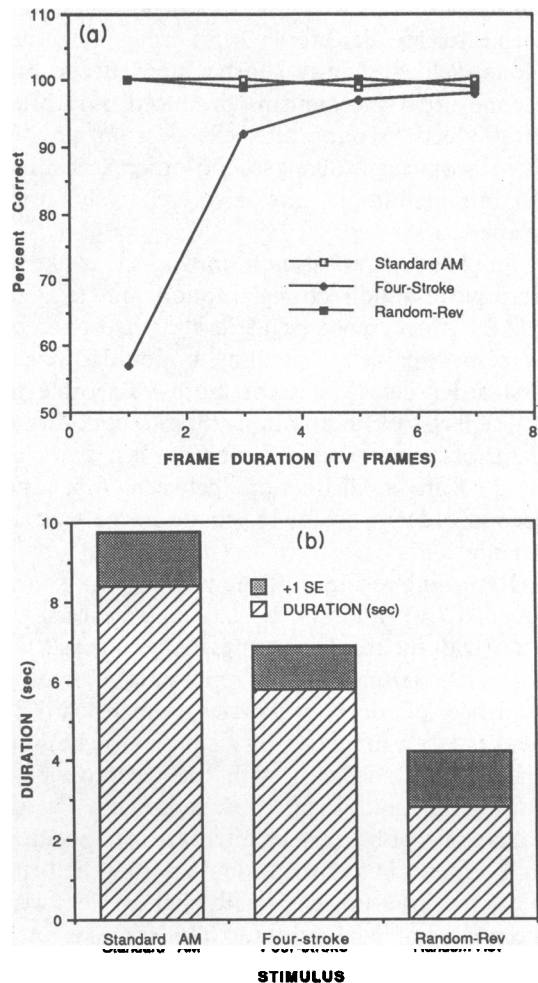 110
(a)
100
90
80
70
60
50
Percent Correct
Standard AM
Four-Stroke
Random-Rev
0
2
4
6
8
FRAME DURATION (TV FRAMES)
10
(b)
8
6
4
2
0
DURATION (sec)
+1 SE
DURATION (sec)
Standard AM
Four-stroke
Random-Rev
STIMULUS